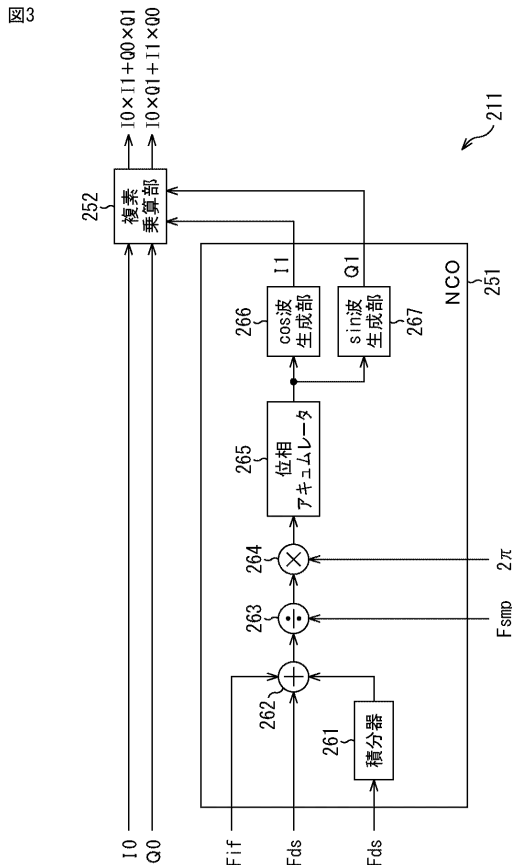 図3
I0×I1+Q0×Q1
I0×Q1+I1×Q0
211
252
複素
乗算部
I1
Q1
NCO
251
266
cos波
生成部
sin波
生成部
267
265
位相
アキュムレータ
264
×
2π
263
÷
Fsmp
262
+
261
積分器
I0
Q0
Fif
Fds
Fds